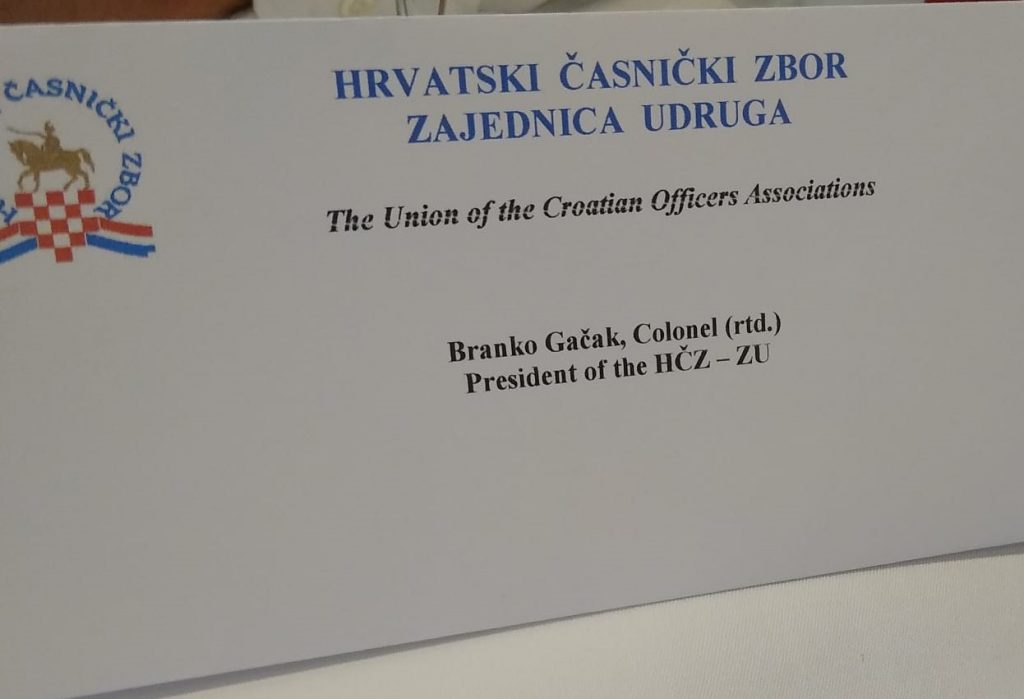 ČASNIČKI ZBOR
HRVATSKI ČASNIČKI ZBOR
ZAJEDNICA UDRUGA
The Union of the Croatian Officers Associations
Branko Gačak, Colonel (rtd.)
President of the HČZ – ZU